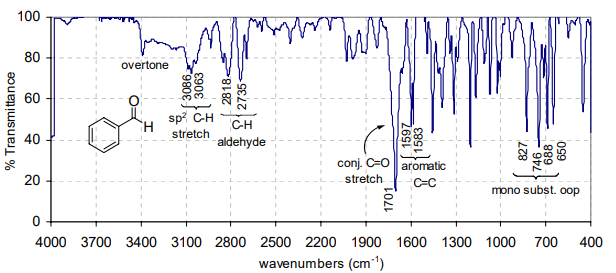 % Transmittance
100
80
60
40
20
0
overtone
3086
3063
sp2 C-H
stretch
2818
2735
C-H
aldehyde
O
H
conj. C=O
stretch
1701
1597
1583
aromatic
C=C
827
746
688
650
mono subst. oop
4000 3700 3400 3100 2800 2500 2200 1900 1600 1300 1000 700 400
wavenumbers (cm-1)